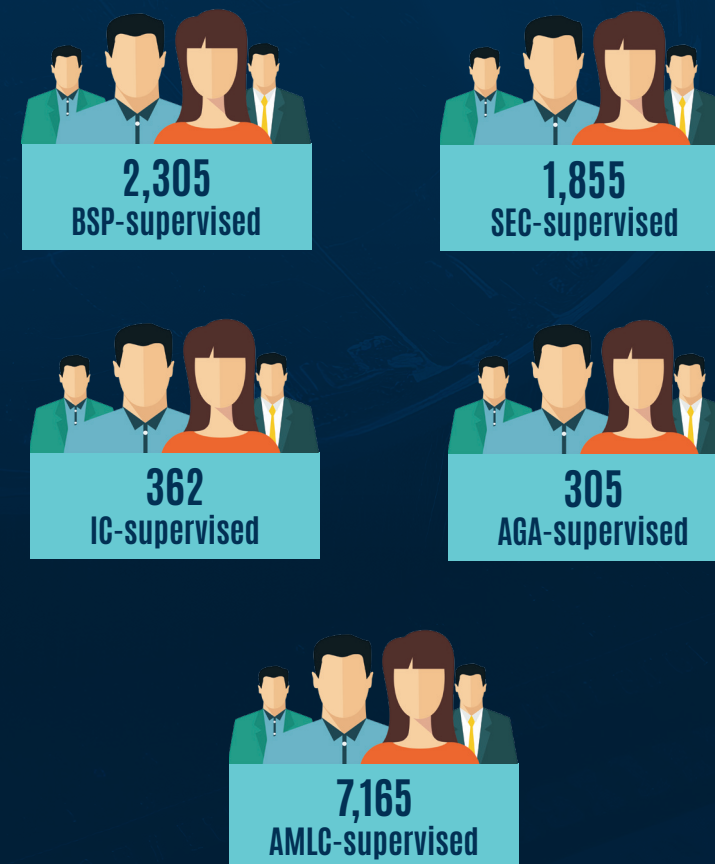 2,305
BSP-supervised
1,855
SEC-supervised
362
IC-supervised
305
AGA-supervised
7,165
AMLC-supervised